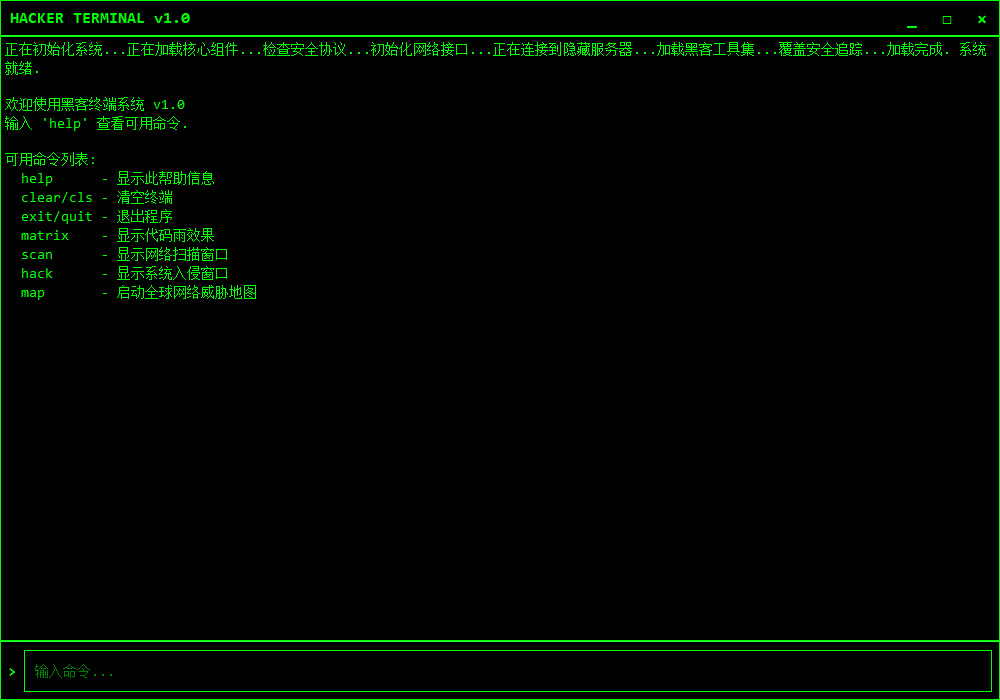 HACKER TERMINAL v1.0
正在初始化系统...正在加载核心组件...检查安全协议...初始化网络接口...正在连接到隐藏服务器...加载黑客工具集...覆盖安全追踪...加载完成. 系统
就绪.
欢迎使用黑客终端系统 v1.0
输入 'help' 查看可用命令.
可用命令列表:
help - 显示此帮助信息
clear/cls - 清空终端
exit/quit - 退出程序
matrix - 显示代码雨效果
scan - 显示网络扫描窗口
hack - 显示系统入侵窗口
map - 启动全球网络威胁地图
> 输入命令...